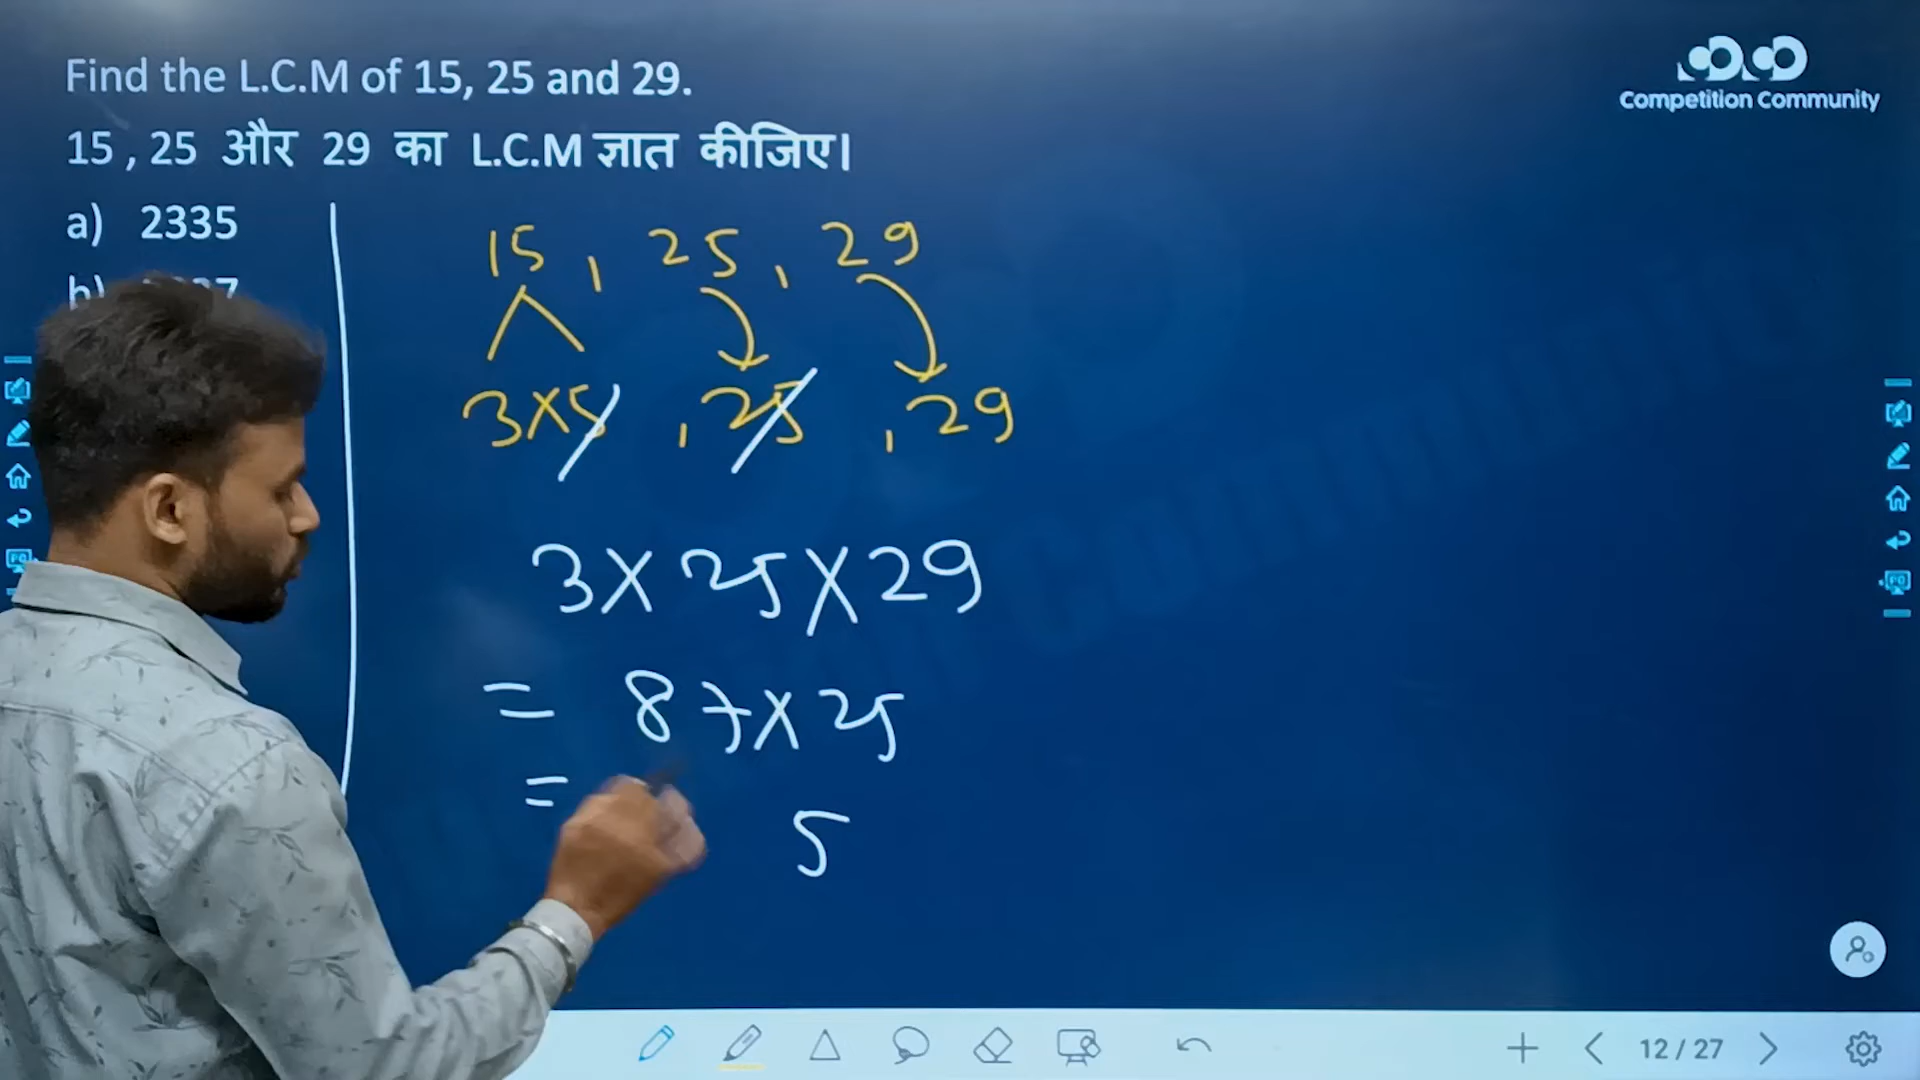 Find the L.C.M of 15, 25 and 29.
15 , 25 और 29 का L.C.M ज्ञात कीजिए।
a) 2335
b)
Competition Community
15 , 25 , 29
3×5 , 25 , 29
3×25×29
= 87×25
= 5
12 / 27